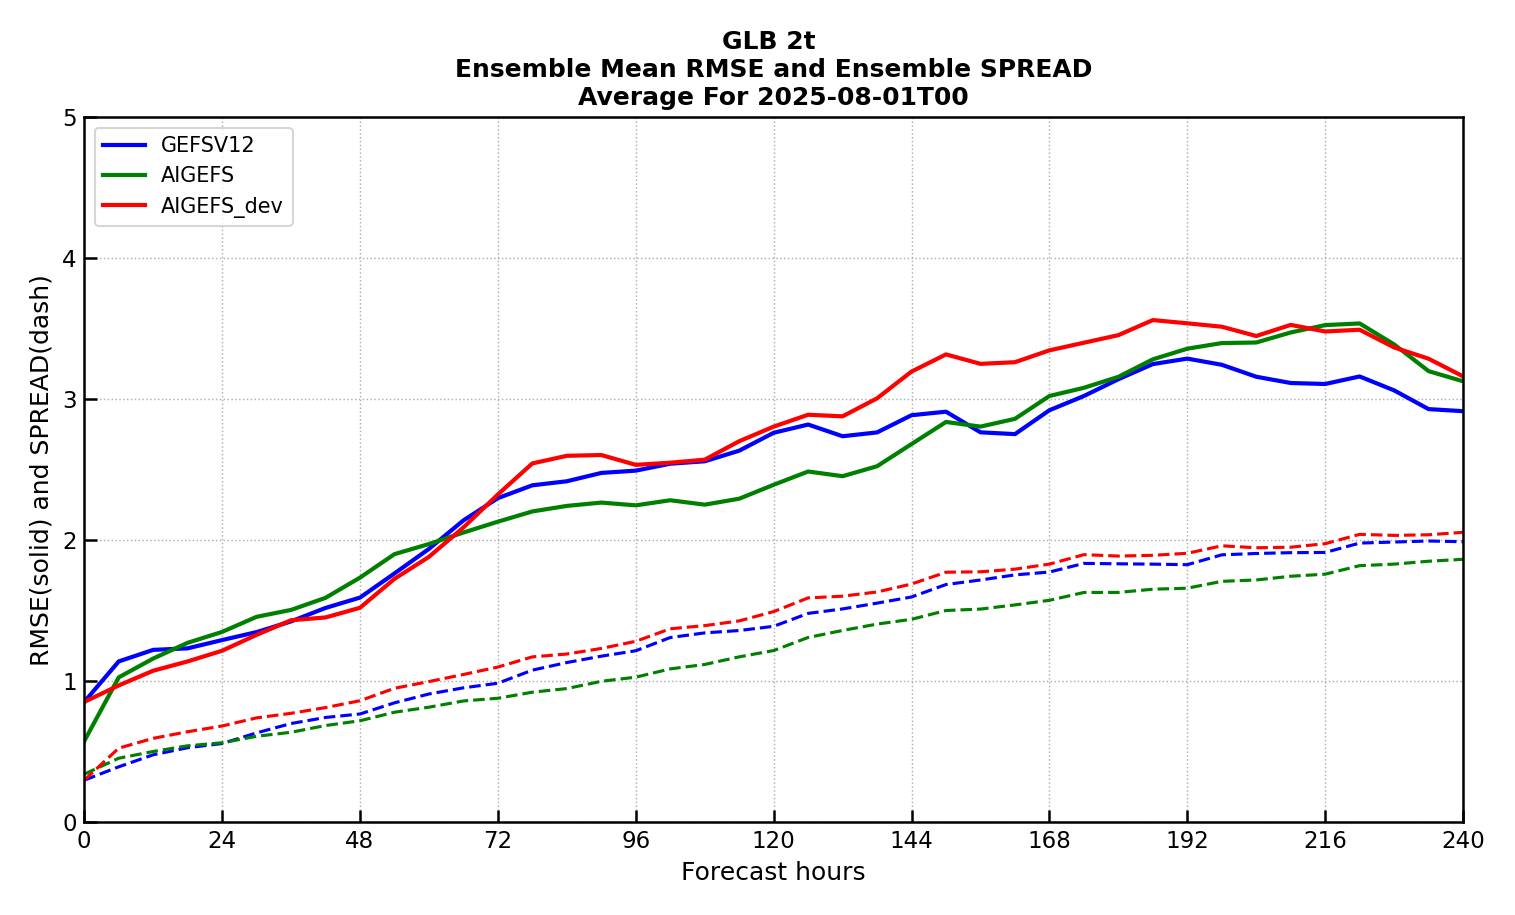 GLB 2t
Ensemble Mean RMSE and Ensemble SPREAD
Average For 2025-08-01T00
RMSE(solid) and SPREAD(dash)
5
4
3
2
1
0
GEFSV12
AIGEFS
AIGEFS_dev
0 24 48 72 96 120 144 168 192 216 240
Forecast hours